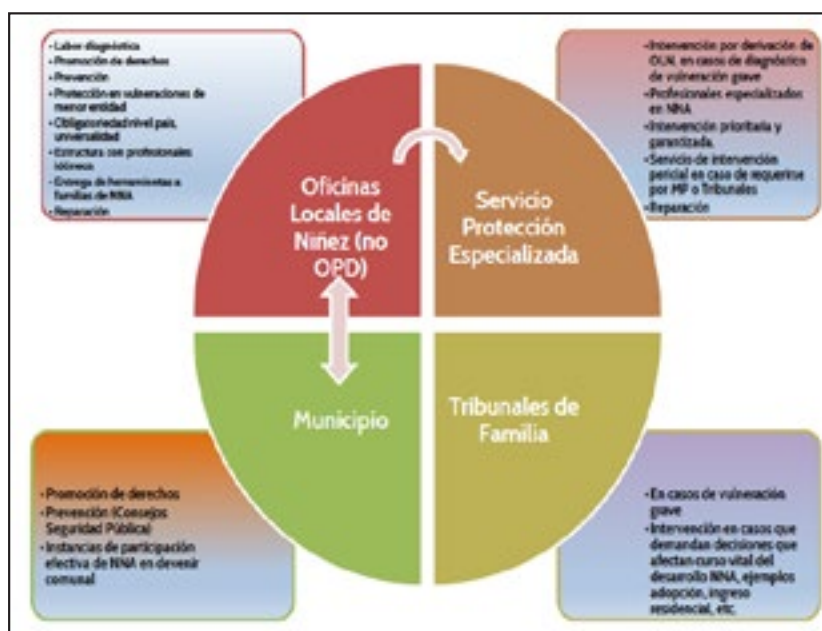 • Labor diagnóstica
• Promoción de derechos
• Prevención
• Protección en vulneraciones de
menor entidad
• Obligatoriedad nivel país,
universalidad
• Estructura con profesionales
idóneos
• Entrega de herramientas a
familias de NNA
• Reparación
• Intervención por derivación de
OLN, en casos de diagnóstico
de vulneración grave
• Profesionales especializados
en NNA
• Intervención prioritaria y
garantizada.
• Servicio de intervención
pericial en caso de requerirse
por MP o Tribunales
• Reparación
Oficinas
Locales de
Niñez (no
OPD)
Servicio
Protección
Especializada
Municipio
Tribunales de
Familia
• Promoción de derechos
• Prevención (Consejos
Seguridad Pública)
• Instancias de participación
efectiva de NNA en devenir
comunal
• En casos de vulneración
grave
• Intervención en casos que
demandan decisiones que
afectan curso vital del
desarrollo NNA, ejemplos
adopción, ingreso
residencial, etc.